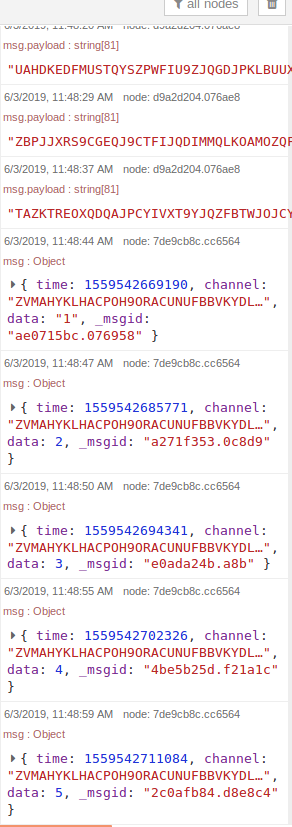 all nodes
6/3/2019, 11:48:26 AM node: d9a2d204.076ae8
msg.payload : string[81]
"UAHDKEDFMUSTQYSZPWFIU9ZJQGDJPKLBUUX
6/3/2019, 11:48:29 AM node: d9a2d204.076ae8
msg.payload : string[81]
"ZBPJJXRS9CGEQJ9CTFIJQDIMMQLKOAMOZQF
6/3/2019, 11:48:37 AM node: d9a2d204.076ae8
msg.payload : string[81]
"TAZKTREOXQDQAJPCYIVXT9YJQZFBTWJOJCY
6/3/2019, 11:48:44 AM node: 7de9cb8c.cc6564
msg : Object
{ time: 1559542669190, channel:
"ZVMAHYKLHACPOH9ORACUNUFBBVKYDL…",
data: "1", _msgid:
"ae0715bc.076958" }
6/3/2019, 11:48:47 AM node: 7de9cb8c.cc6564
msg : Object
{ time: 1559542685771, channel:
"ZVMAHYKLHACPOH9ORACUNUFBBVKYDL…",
data: 2, _msgid: "a271f353.0c8d9"
}
6/3/2019, 11:48:50 AM node: 7de9cb8c.cc6564
msg : Object
{ time: 1559542694341, channel:
"ZVMAHYKLHACPOH9ORACUNUFBBVKYDL…",
data: 3, _msgid: "e0ada24b.a8b" }
6/3/2019, 11:48:55 AM node: 7de9cb8c.cc6564
msg : Object
{ time: 1559542702326, channel:
"ZVMAHYKLHACPOH9ORACUNUFBBVKYDL…",
data: 4, _msgid: "4be5b25d.f21a1c"
}
6/3/2019, 11:48:59 AM node: 7de9cb8c.cc6564
msg : Object
{ time: 1559542711084, channel:
"ZVMAHYKLHACPOH9ORACUNUFBBVKYDL…",
data: 5, _msgid: "2c0afb84.d8e8c4"
}